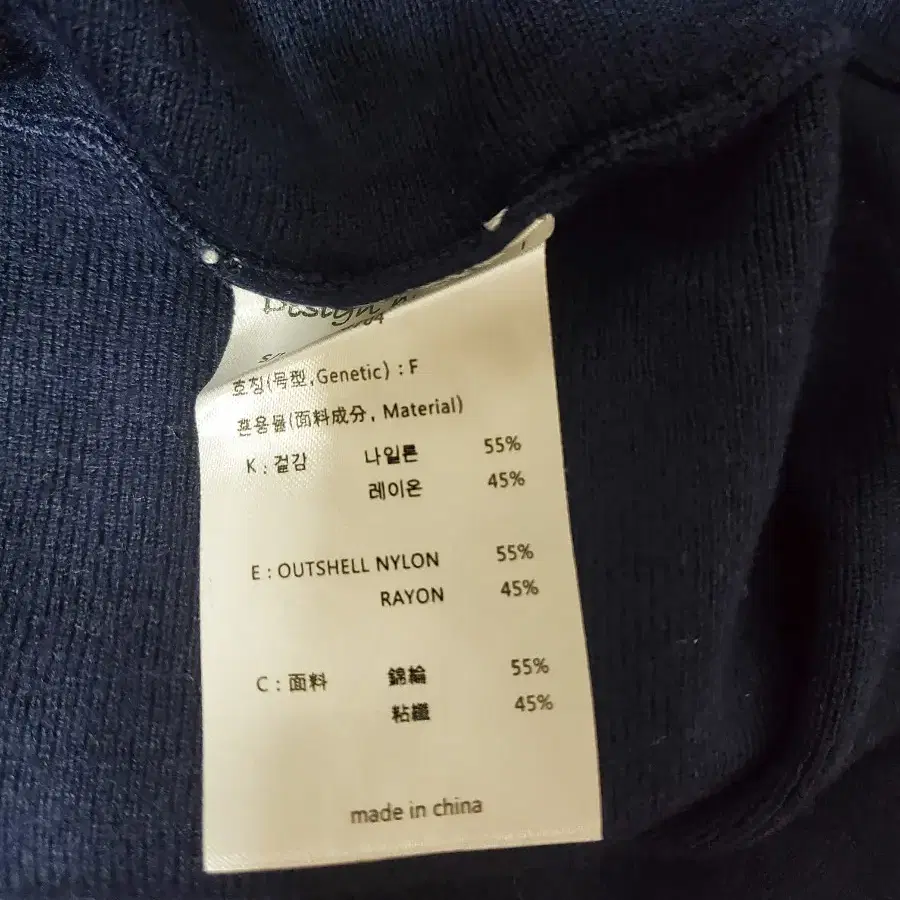 Design
호칭(号型,Genetic) : F
혼용률(面料成分, Material)
K : 겉감 나일론 55%
레이온 45%
E : OUTSHELL NYLON 55%
RAYON 45%
C : 面料 錦綸 55%
粘纖 45%
made in china